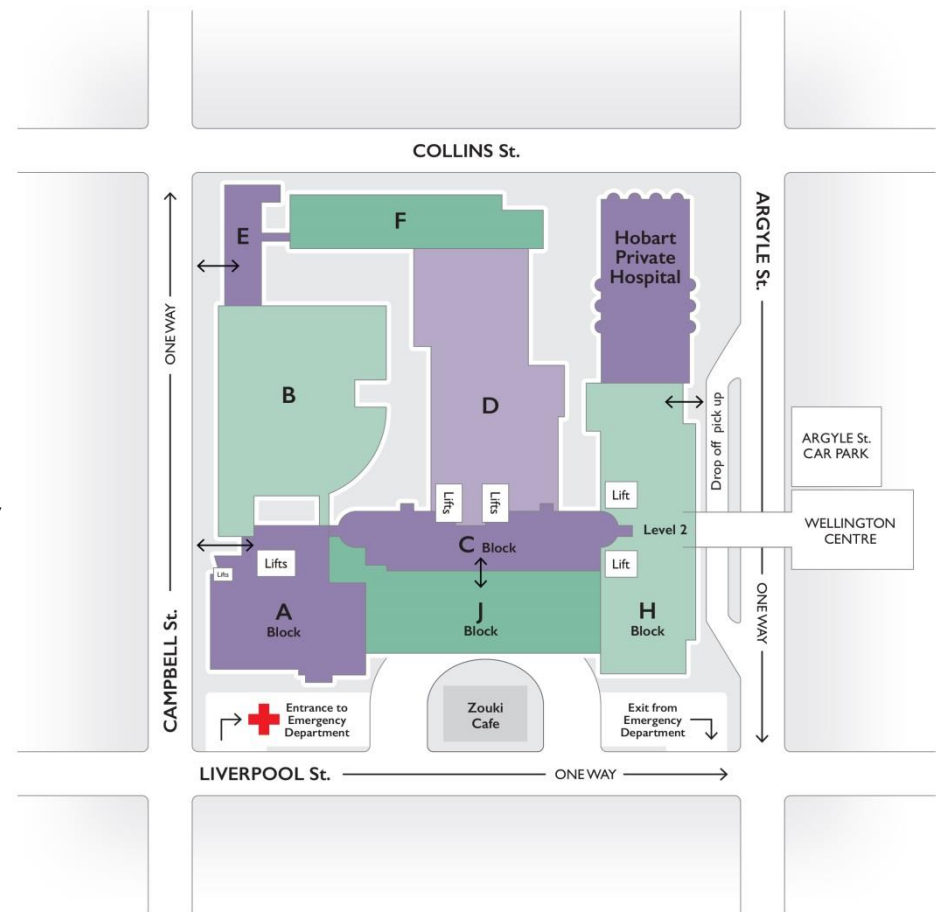 COLLINS St.
E
F
Hobart
Private
Hospital
ARGYLE St.
ONE WAY
B
D
Drop off pick up
ARGYLE St.
CAR PARK
Lifts
Lifts
Lift
Level 2
WELLINGTON
CENTRE
C Block
Lifts
Lifts
Lift
A
Block
J
Block
H
Block
ONE WAY
CAMPBELL St.
Entrance to
Emergency
Department
Zouki
Cafe
Exit from
Emergency
Department
LIVERPOOL St.
ONE WAY